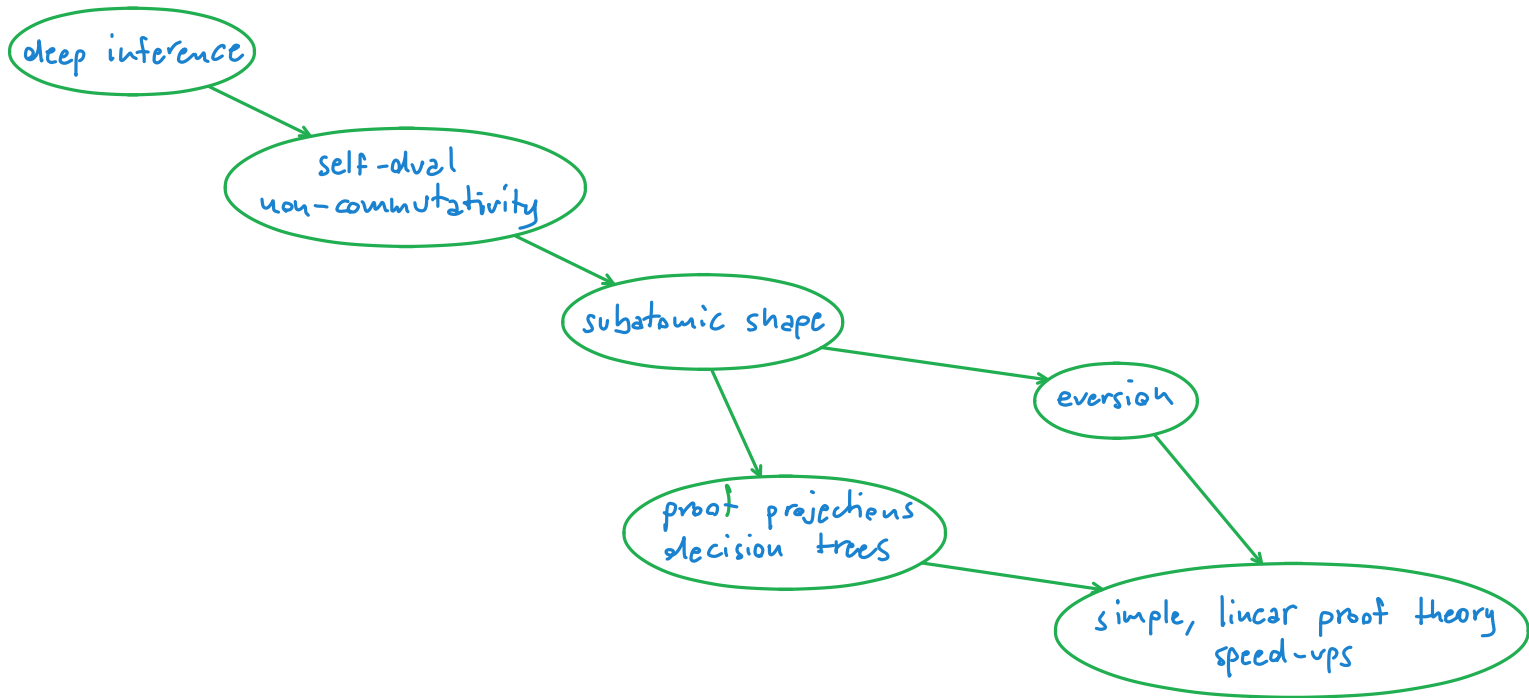 deep inference
self-dual
non-commutativity
subatomic shape
eversion
proof projections
decision trees
simple, linear proof theory
speed-ups